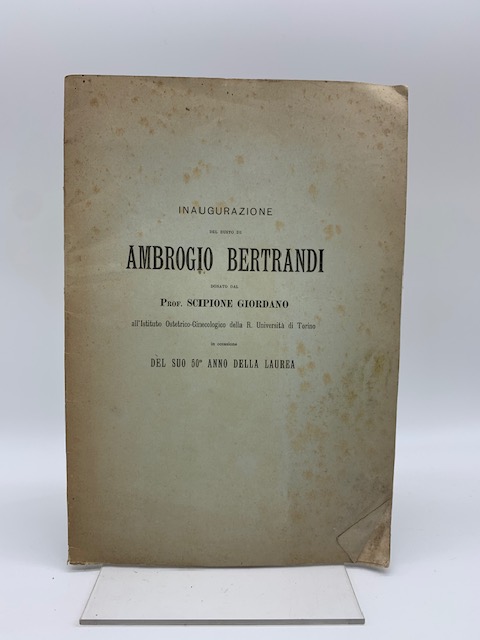 INAUGURAZIONE
DEL BUSTO DI
AMBROGIO BERTRANDI
DONATO DAL
PROF. SCIPIONE GIORDANO
all'Istituto Ostetrico-Ginecologico della R. Università di Torino
in occasione
DEL SUO 50° ANNO DELLA LAUREA